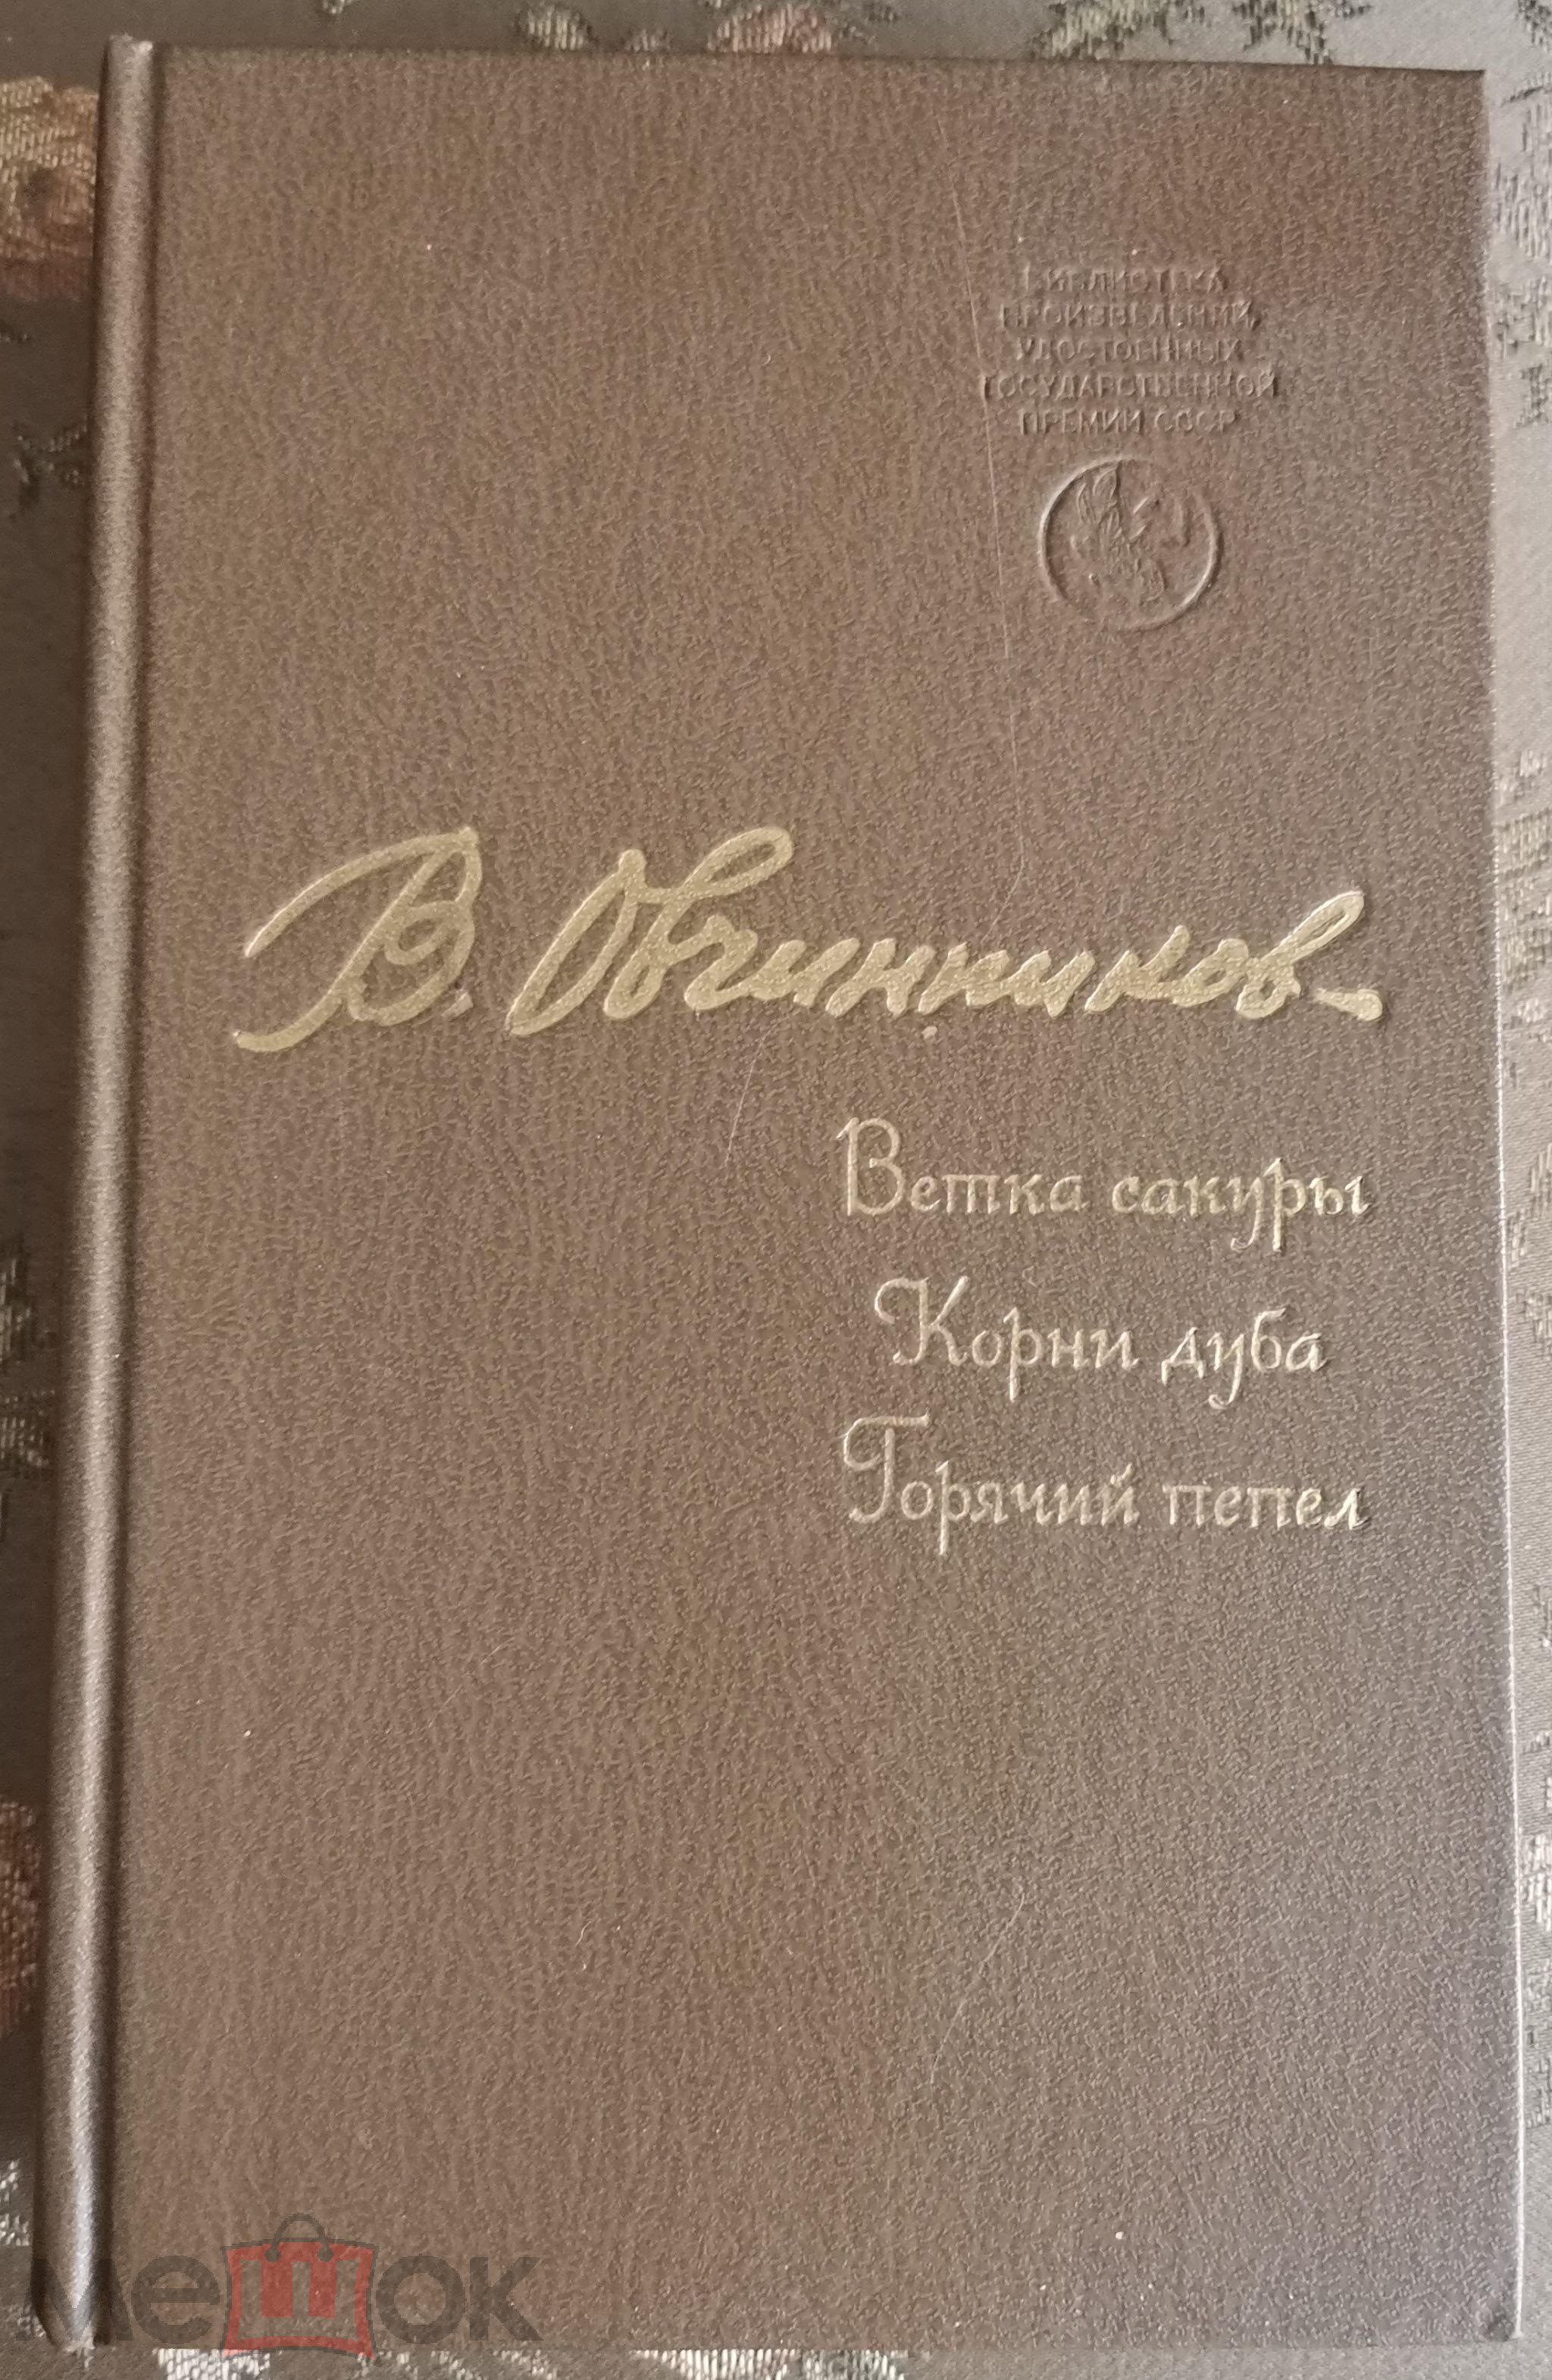 БИБЛИОТЕКА
ПРОИЗВЕДЕНИЙ,
УДОСТОЕННЫХ
ГОСУДАРСТВЕННОЙ
ПРЕМИИ СССР
В. Овчинников
Ветка сакуры
Корни дуба
Горячий пепел
мешок